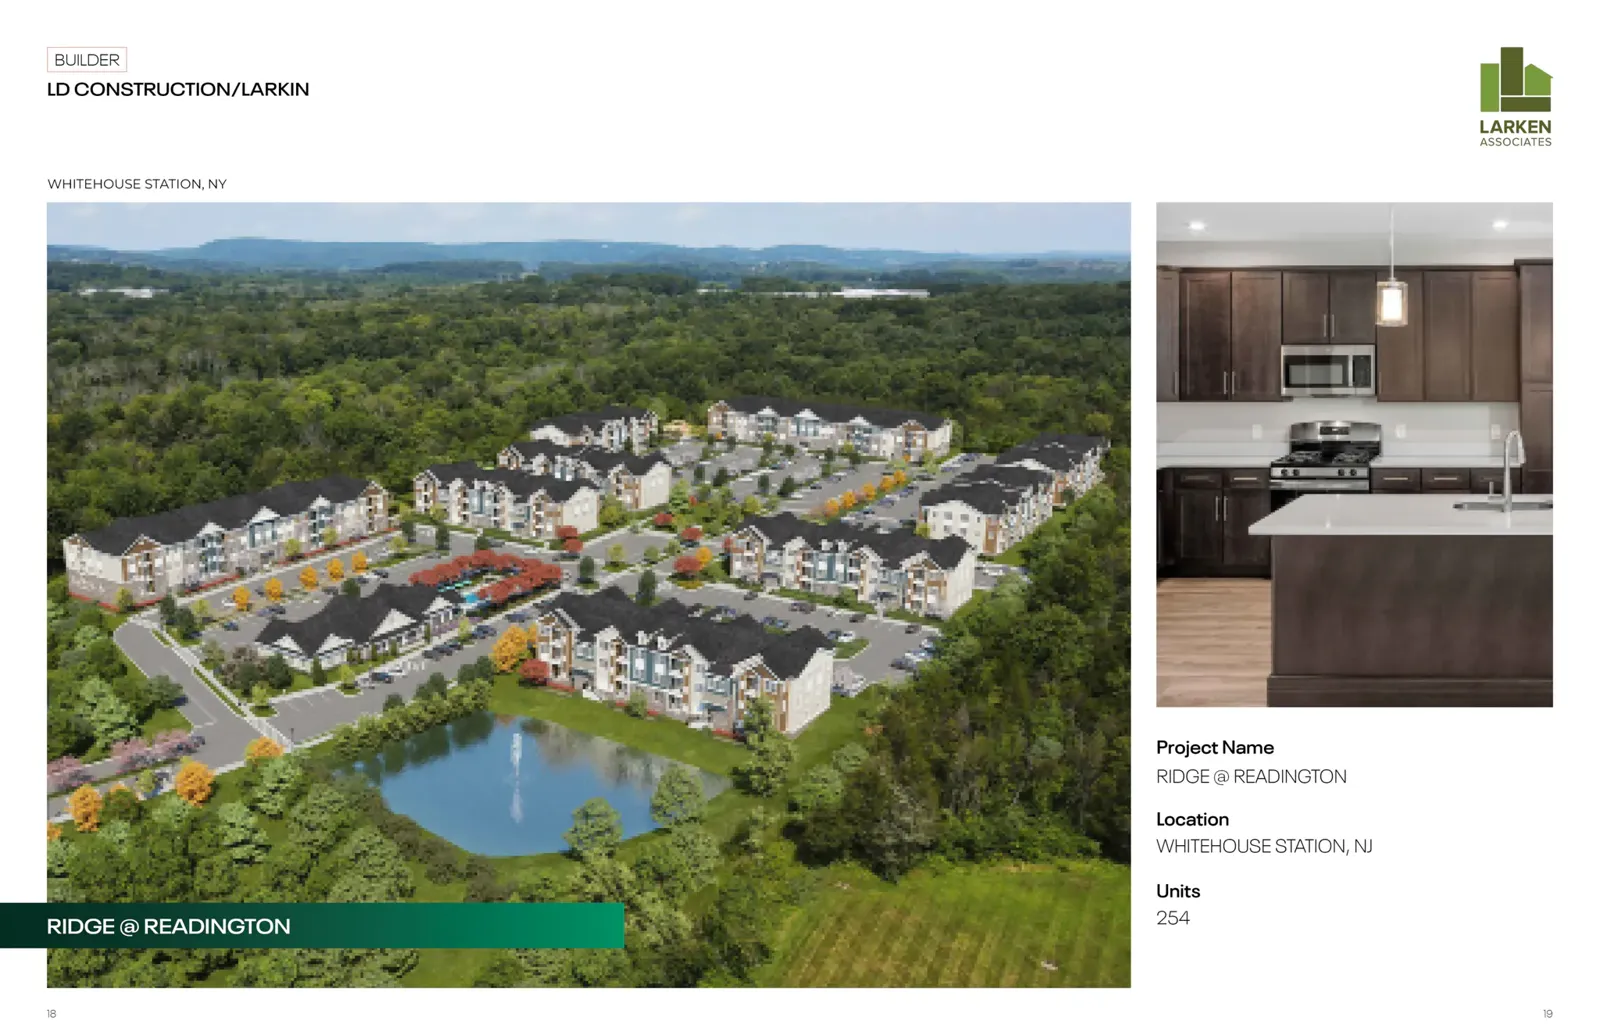 BUILDER
LD CONSTRUCTION/LARKIN
LARKEN
ASSOCIATES
WHITEHOUSE STATION, NY
RIDGE @ READINGTON
Project Name
RIDGE @ READINGTON
Location
WHITEHOUSE STATION, NJ
Units
254
18
19